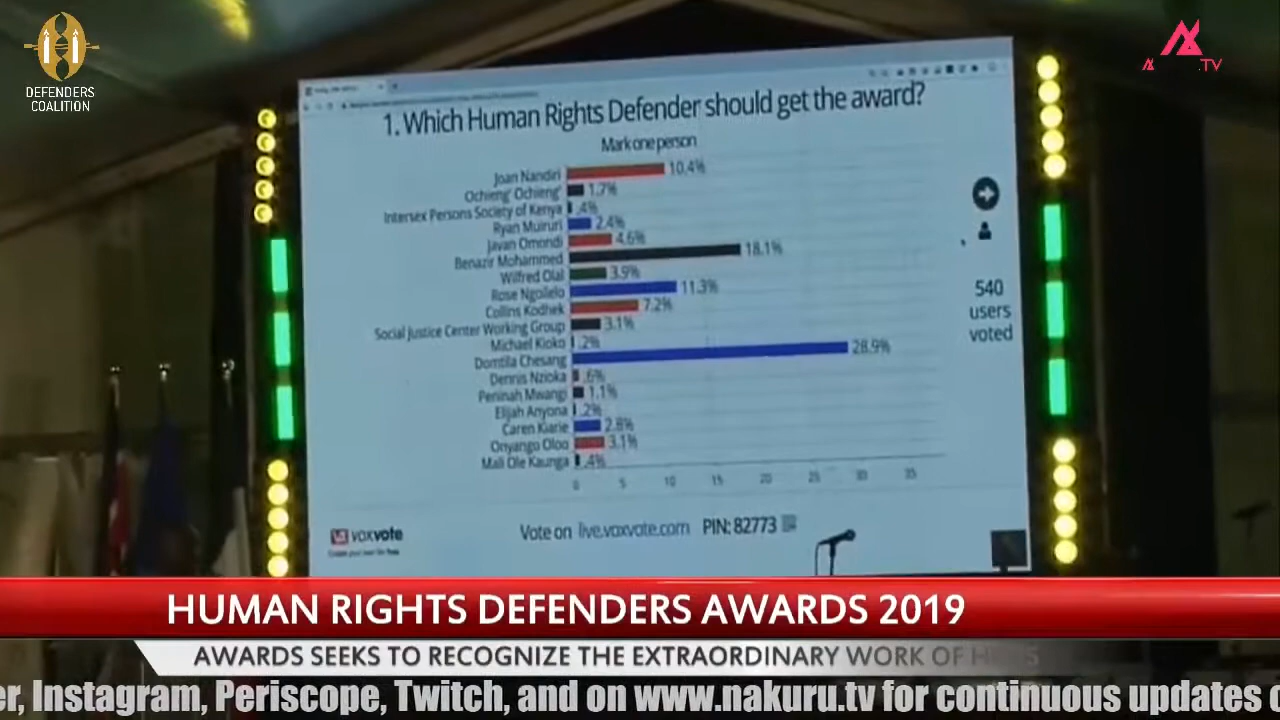 DEFENDERS
COALITION
.TV
1. Which Human Rights Defender should get the award?
Mark one person
Joan Nandiri 10.4%
Ochieng' Ochieng' 1.7%
Intersex Persons Society of Kenya .4%
Ryan Muiruri 2.4%
Javan Omondi 4.6%
Benazir Mohammed 18.1%
Wilfred Olal 3.9%
Rose Ngolielo 11.3%
Collins Kodhek 7.2%
Social Justice Center Working Group 3.1%
Michael Kioko .2%
Domtila Chesang 28.9%
Dennis Nzioka .6%
Peninah Mwangi 1.1%
Elijah Anyona .2%
Caren Kiarie 2.8%
Onyango Oloo 3.1%
Mali Ole Kaunga .4%
0 5 10 15 20 25 30 35
540
users
voted
voxvote
Vote on live.voxvote.com PIN: 82773
HUMAN RIGHTS DEFENDERS AWARDS 2019
AWARDS SEEKS TO RECOGNIZE THE EXTRAORDINARY WORK OF
er, Instagram, Periscope, Twitch, and on www.nakuru.tv for continuous updates